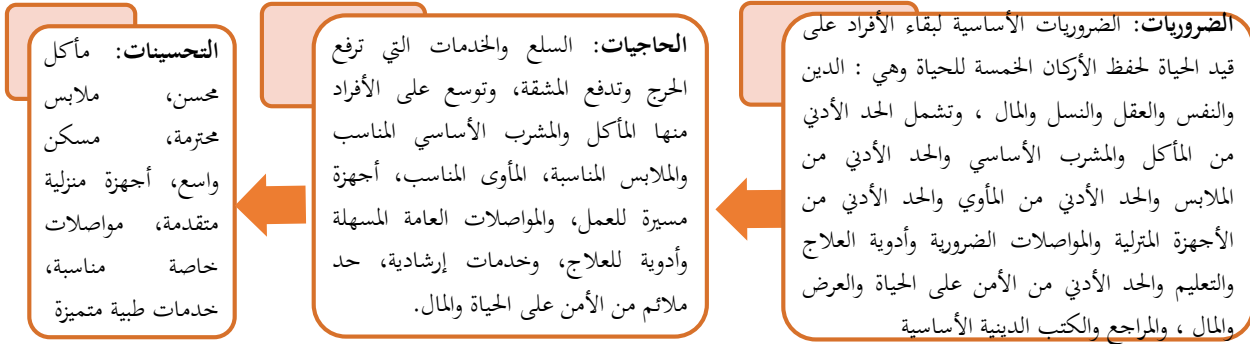 الضروريات: الضروريات الأساسية لبقاء الأفراد على
قيد الحياة لحفظ الأركان الخمسة للحياة وهي : الدين
والنفس والعقل والنسل والمال ، وتشمل الحد الأدنى
من المأكل والمشرب الأساسي والحد الأدنى من
الملابس والحد الأدنى من المأوي والحد الأدنى من
الأجهزة المنزلية والمواصلات الضرورية وأدوية العلاج
والتعليم والحد الأدنى من الأمن على الحياة والعرض
والمال ، والمراجع والكتب الدينية الأساسية
الحاجيات: السلع والخدمات التي ترفع
الحرج وتدفع المشقة، وتوسع على الأفراد
منها المأكل والمشرب الأساسي المناسب
والملابس المناسبة، المأوى المناسب، أجهزة
مسيرة للعمل، والمواصلات العامة المسهلة
وأدوية للعلاج، وخدمات إرشادية، حد
ملائم من الأمن على الحياة والمال.
التحسينات: مأكل
محسن، ملابس
محترمة، مسكن
واسع، أجهزة منزلية
متقدمة، مواصلات
خاصة مناسبة،
خدمات طبية متميزة